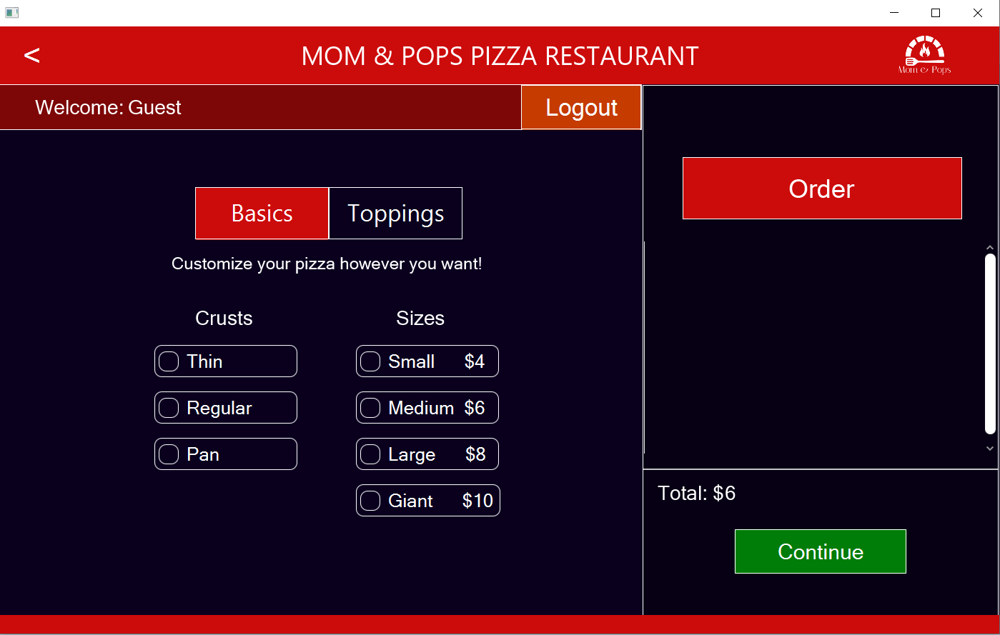 <
MOM & POPS PIZZA RESTAURANT
Mom & Pops
Welcome: Guest
Logout
Basics
Toppings
Customize your pizza however you want!
Crusts
Thin
Regular
Pan
Sizes
Small $4
Medium $6
Large $8
Giant $10
Order
Total: $6
Continue